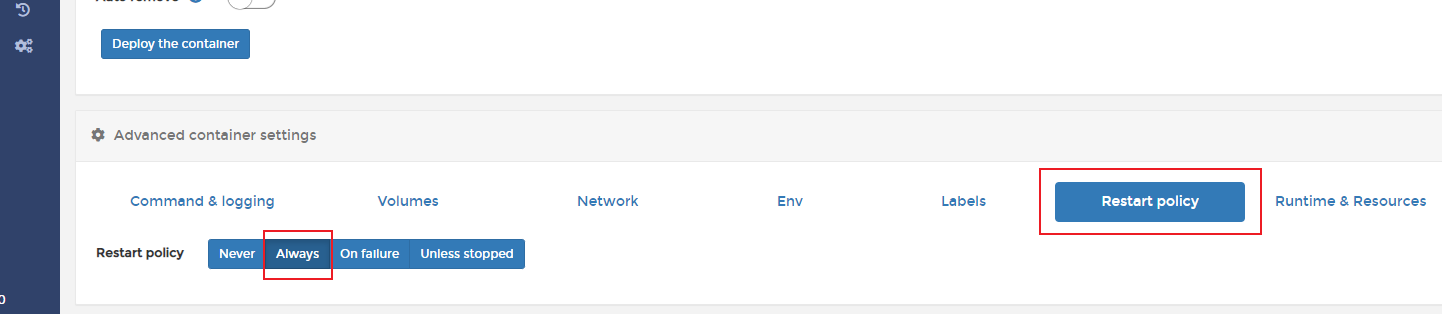 Deploy the container
Advanced container settings
Command & logging Volumes Network Env Labels Restart policy Runtime & Resources
Restart policy Never Always On failure Unless stopped